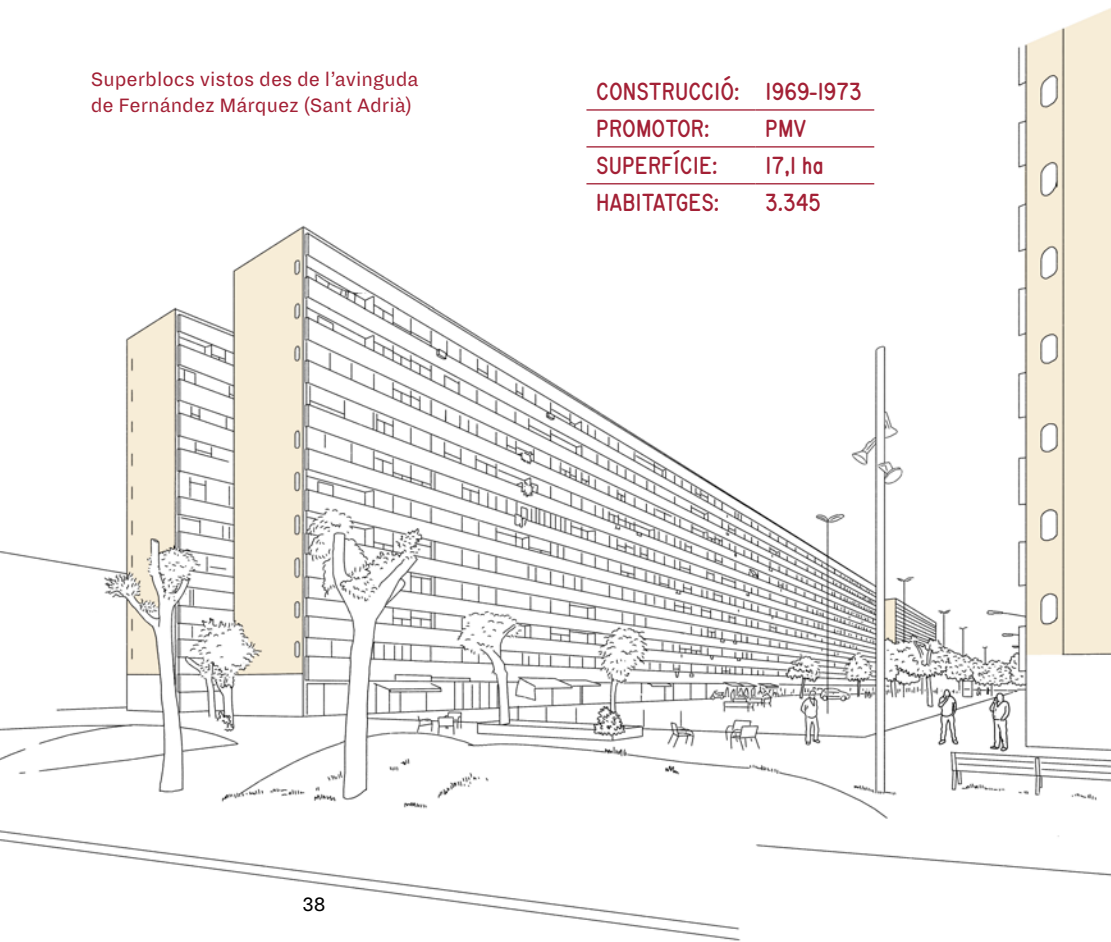 Superblocs vistos des de l’avinguda
de Fernández Márquez (Sant Adrià)
CONSTRUCCIÓ: 1969-1973
PROMOTOR: PMV
SUPERFÍCIE: 17,1 ha
HABITATGES: 3.345
38